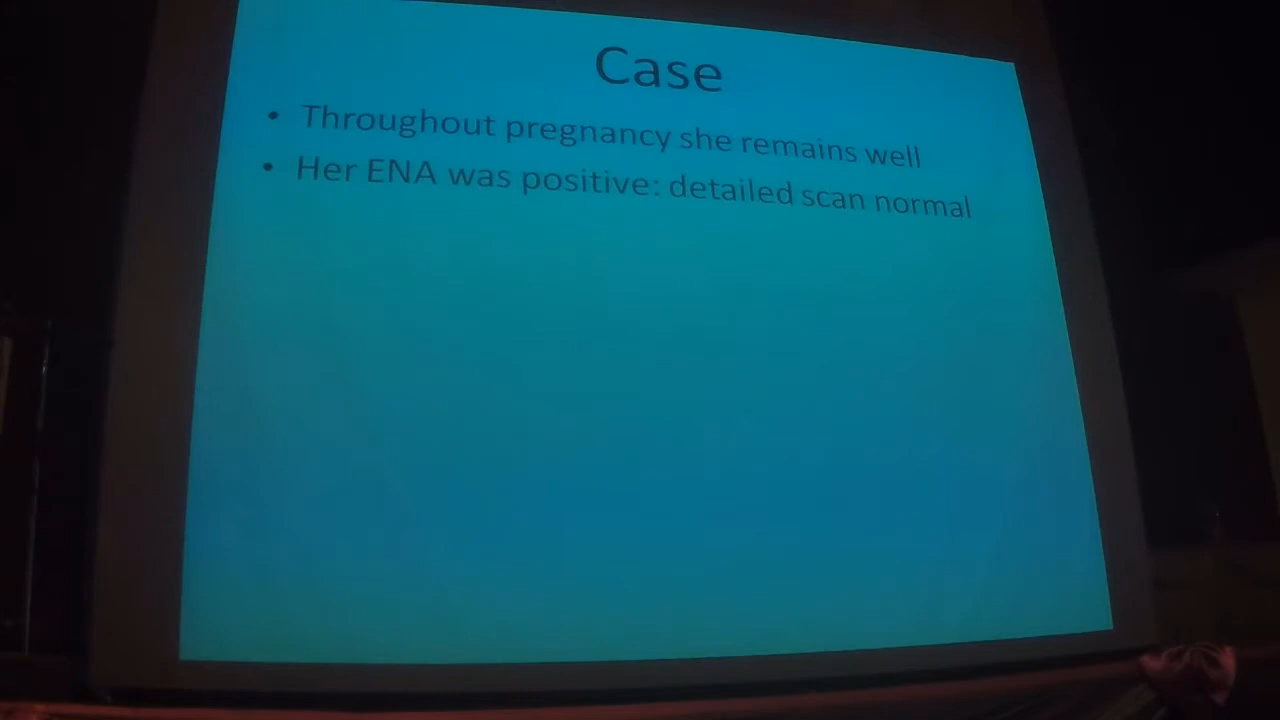 Case
• Throughout pregnancy she remains well
• Her ENA was positive: detailed scan normal